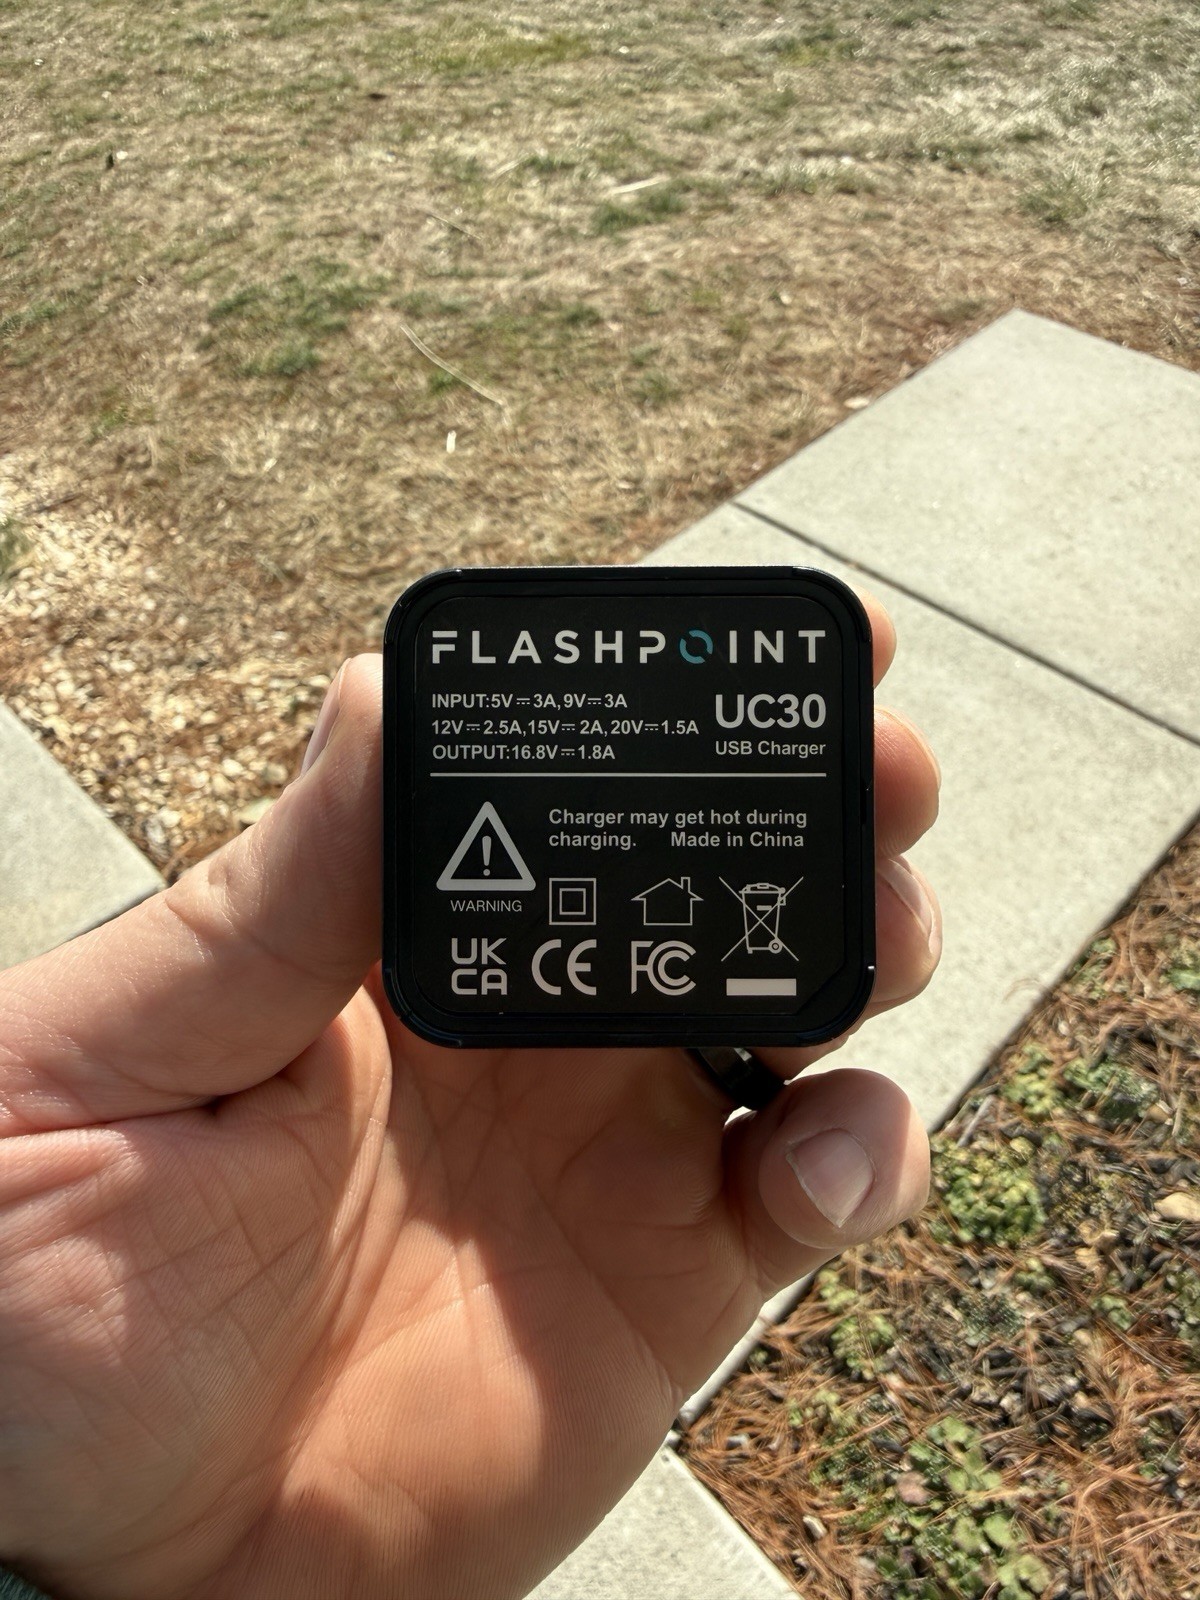 FLASHPOINT
INPUT:5V⎓3A,9V⎓3A
12V⎓2.5A,15V⎓2A,20V⎓1.5A
OUTPUT:16.8V⎓1.8A
UC30
USB Charger
Charger may get hot during
charging. Made in China
WARNING
UK
CA
CE
FC